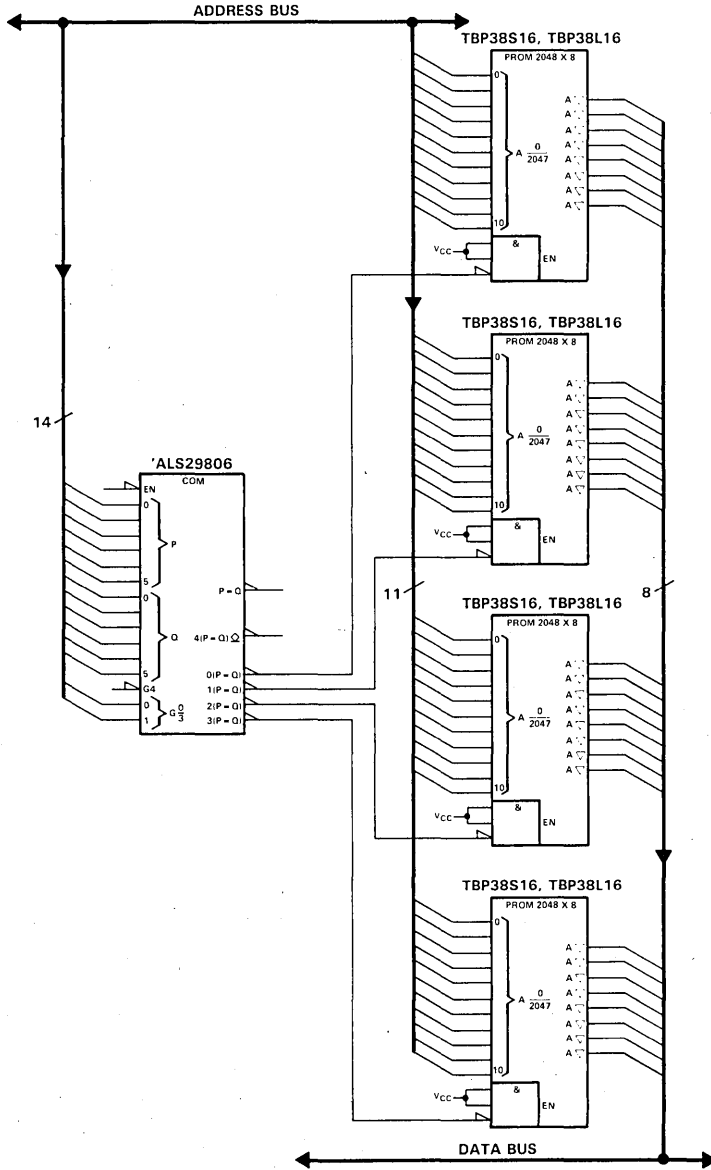 ADDRESS BUS
TBP38S16, TBP38L16
PROM 2048 X 8
0
A 0/2047
10
A
A
A
A
A
A ▽
A ▽
A ▽
VCC
&
EN
TBP38S16, TBP38L16
PROM 2048 X 8
0
A 0/2047
10
A
A
A ▽
A
A ▽
A ▽
A ▽
A ▽
VCC
&
EN
14
'ALS29806
COM
EN
0
P
5
0
Q
5
G4
0
1
G 0/3
P = Q
4(P = Q) Ω
0(P = Q)
1(P = Q)
2(P = Q)
3(P = Q)
11
8
TBP38S16, TBP38L16
PROM 2048 X 8
0
A 0/2047
10
A
A
A ▽
A
A ▽
A ▽
A ▽
A ▽
VCC
&
EN
TBP38S16, TBP38L16
PROM 2048 X 8
0
A 0/2047
10
A
A
A ▽
A
A ▽
A ▽
A ▽
A ▽
VCC
&
EN
DATA BUS